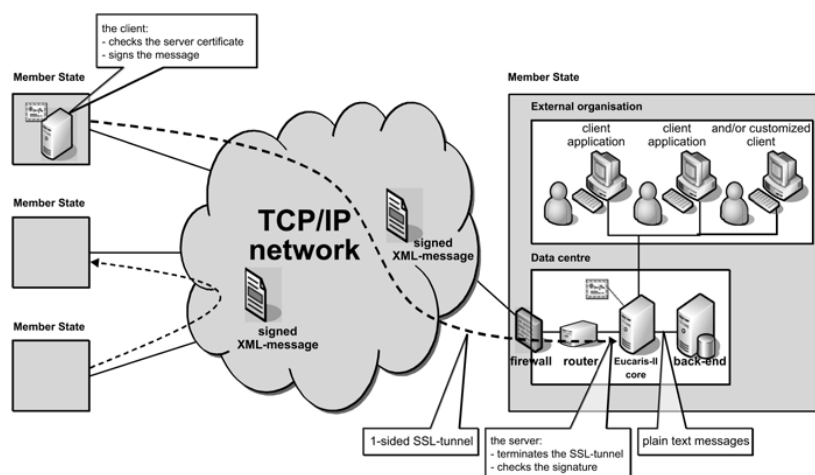 the client:
- checks the server certificate
- signs the message
Member State
Member State
External organisation
client
application
client
application
and/or customized
client
TCP/IP
network
signed
XML-message
Member State
signed
XML-message
Data centre
Member State
firewall
router
Eucaris-II
core
back-end
1-sided SSL-tunnel
the server:
- terminates the SSL-tunnel
- checks the signature
plain text messages